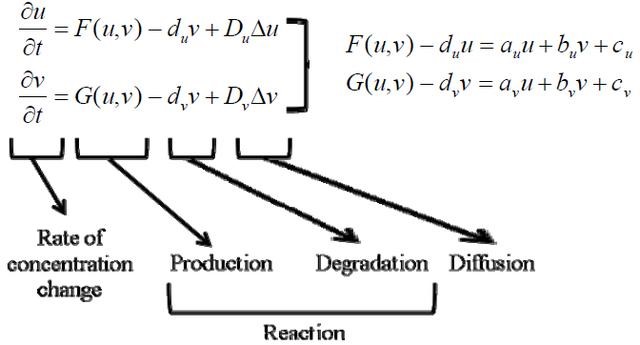 ∂u/∂t = F(u,v) − d_v v + D_u Δu
F(u,v) − d_u u = a_u u + b_u v + c_u
∂v/∂t = G(u,v) − d_v v + D_v Δv
G(u,v) − d_v v = a_v u + b_v v + c_v
Rate of
concentration
change
Production
Degradation
Diffusion
Reaction